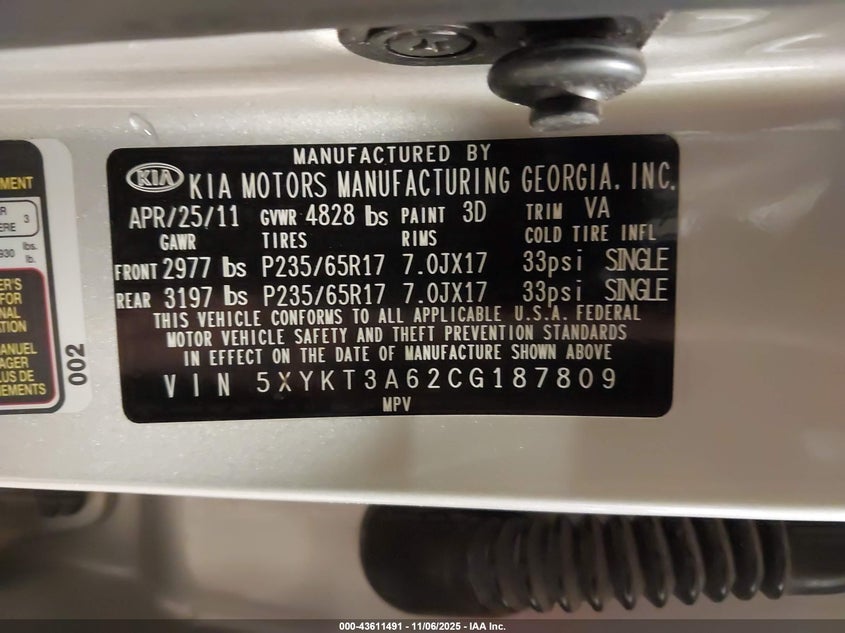 MANUFACTURED BY
KIA KIA MOTORS MANUFACTURING GEORGIA. INC.
APR/25/11 GVWR 4828 lbs PAINT 3D TRIM VA
GAWR TIRES RIMS COLD TIRE INFL
FRONT 2977 lbs P235/65R17 7.0JX17 33psi SINGLE
REAR 3197 lbs P235/65R17 7.0JX17 33psi SINGLE
THIS VEHICLE CONFORMS TO ALL APPLICABLE U.S.A. FEDERAL
MOTOR VEHICLE SAFETY AND THEFT PREVENTION STANDARDS
IN EFFECT ON THE DATE OF MANUFACTURE SHOWN ABOVE
VIN 5XYKT3A62CG187809
MPV
3
lbs.
002
000-43611491 - 11/06/2025 - IAA Inc.